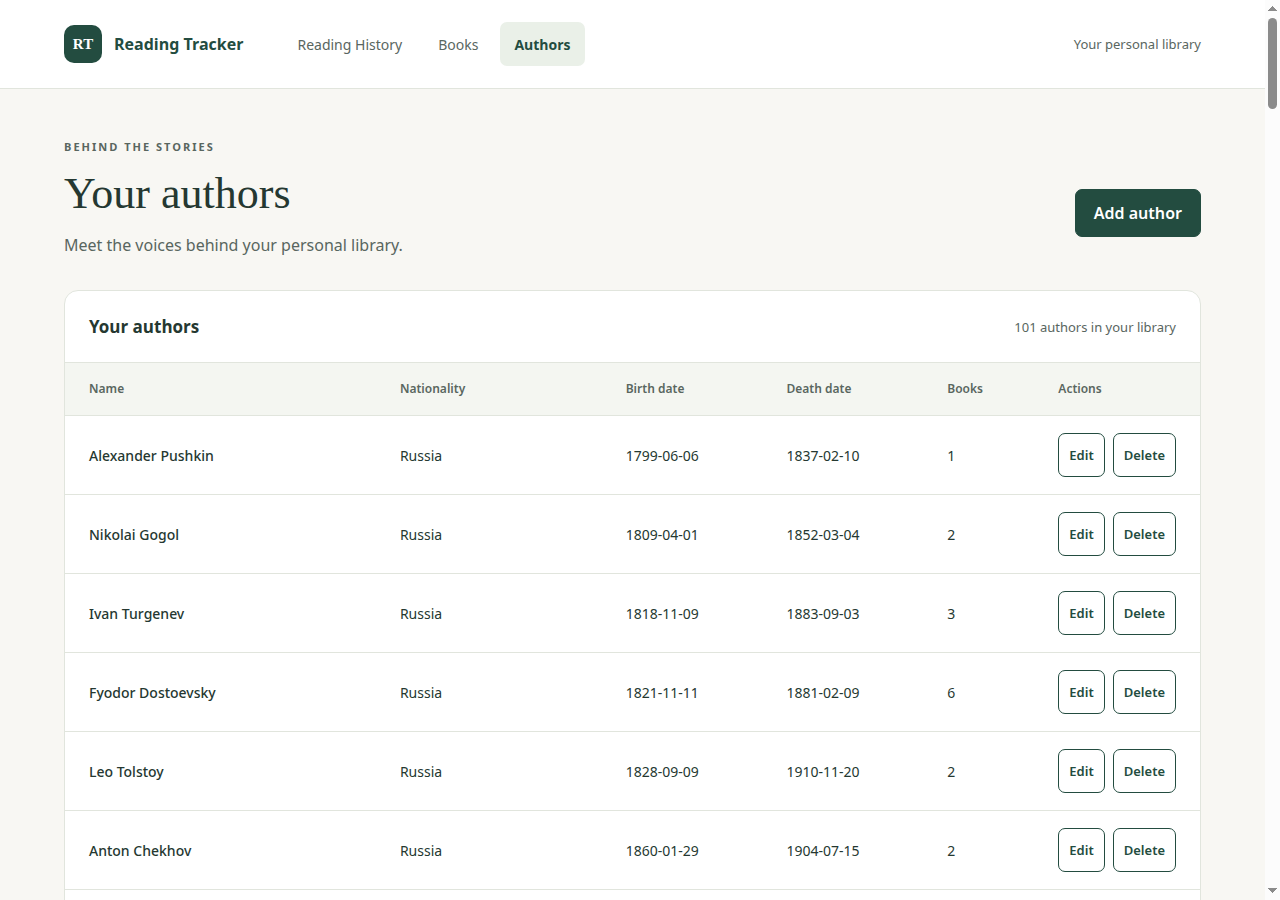 RT Reading Tracker Reading History Books Authors Your personal library
BEHIND THE STORIES
Your authors
Add author
Meet the voices behind your personal library.
Your authors 101 authors in your library
Name Nationality Birth date Death date Books Actions
Alexander Pushkin Russia 1799-06-06 1837-02-10 1 Edit Delete
Nikolai Gogol Russia 1809-04-01 1852-03-04 2 Edit Delete
Ivan Turgenev Russia 1818-11-09 1883-09-03 3 Edit Delete
Fyodor Dostoevsky Russia 1821-11-11 1881-02-09 6 Edit Delete
Leo Tolstoy Russia 1828-09-09 1910-11-20 2 Edit Delete
Anton Chekhov Russia 1860-01-29 1904-07-15 2 Edit Delete